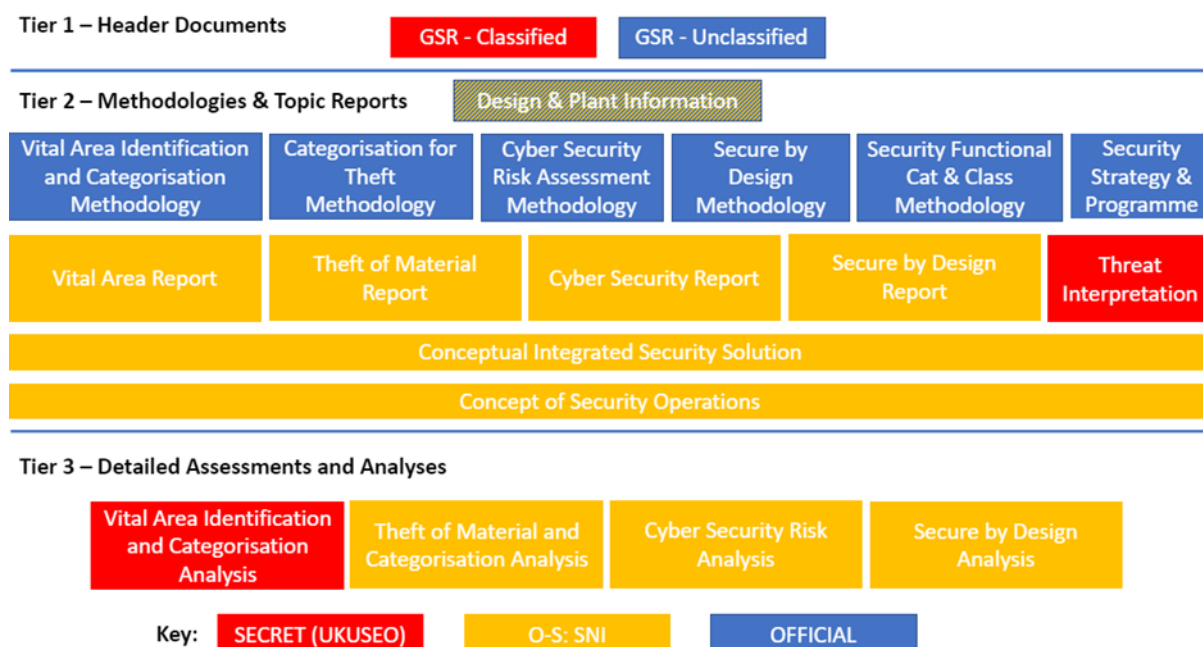 Tier 1 – Header Documents
GSR - Classified
GSR - Unclassified
Tier 2 – Methodologies & Topic Reports
Design & Plant Information
Vital Area Identification
and Categorisation
Methodology
Categorisation for
Theft
Methodology
Cyber Security
Risk Assessment
Methodology
Secure by
Design
Methodology
Security Functional
Cat & Class
Methodology
Security
Strategy &
Programme
Vital Area Report
Theft of Material
Report
Cyber Security Report
Secure by Design
Report
Threat
Interpretation
Conceptual Integrated Security Solution
Concept of Security Operations
Tier 3 – Detailed Assessments and Analyses
Vital Area Identification
and Categorisation
Analysis
Theft of Material and
Categorisation Analysis
Cyber Security Risk
Analysis
Secure by Design
Analysis
Key:
SECRET (UKUSEO)
O-S: SNI
OFFICIAL